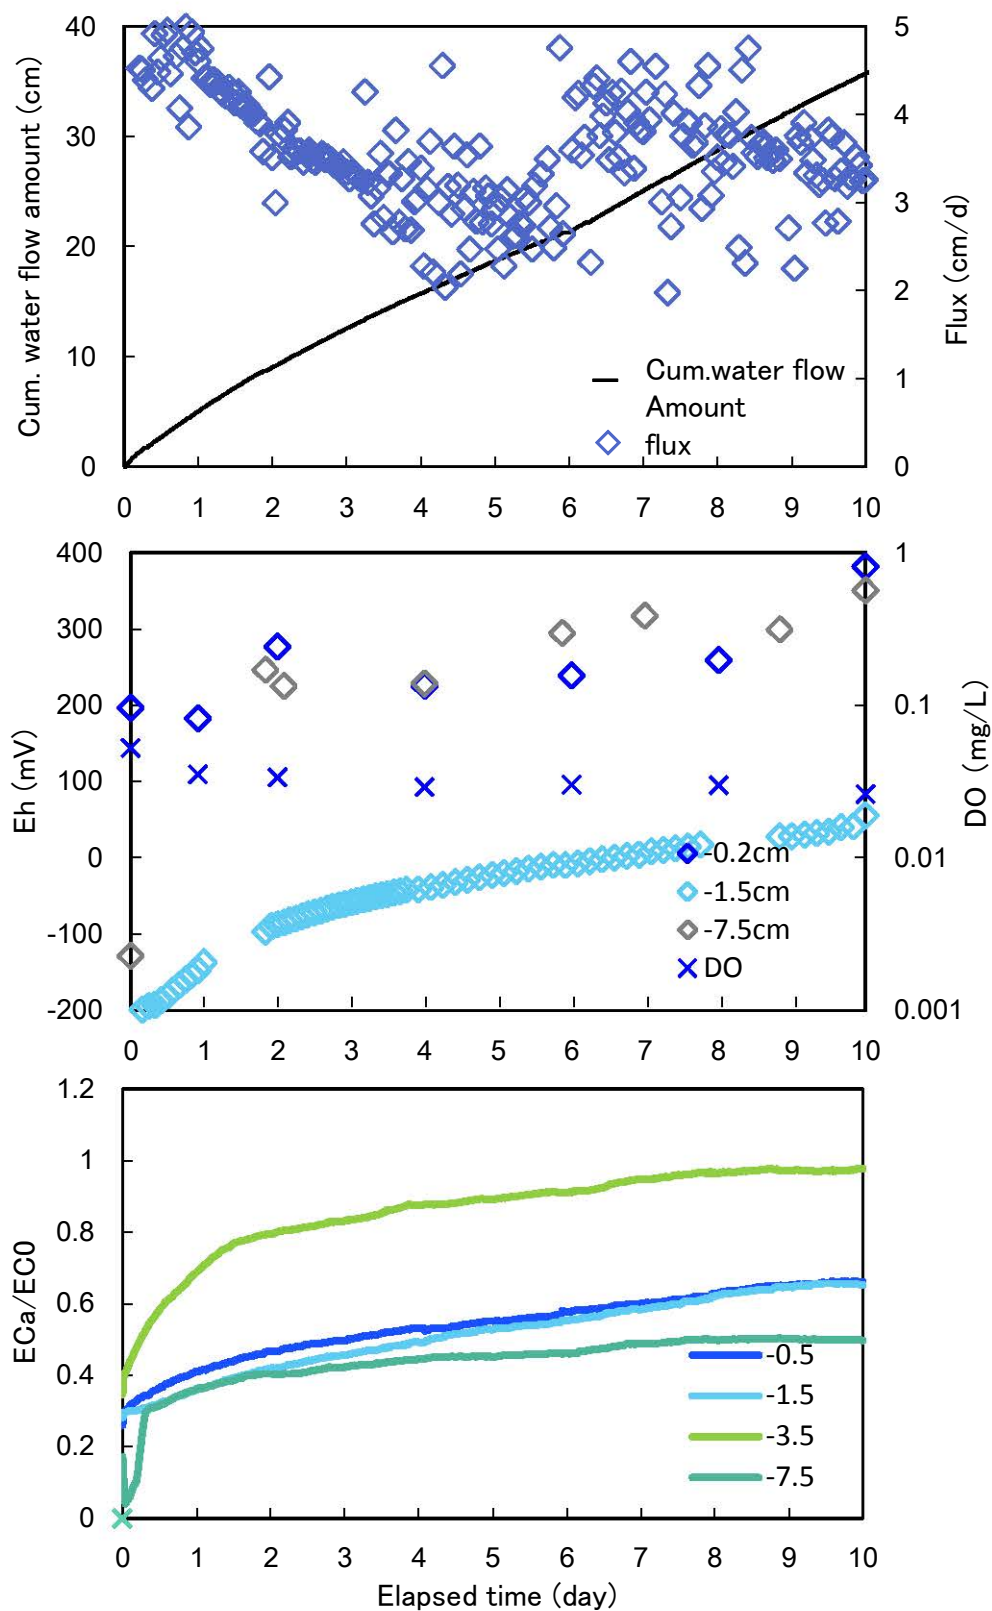 Cum. water flow amount (cm)
40
30
20
10
0
5
4
3
2
1
0
Flux (cm/d)
Cum.water flow
Amount
flux
0 1 2 3 4 5 6 7 8 9 10
Eh (mV)
400
300
200
100
0
-100
-200
1
0.1
0.01
0.001
DO (mg/L)
-0.2cm
-1.5cm
-7.5cm
DO
0 1 2 3 4 5 6 7 8 9 10
ECa/EC0
1.2
1
0.8
0.6
0.4
0.2
0
-0.5
-1.5
-3.5
-7.5
0 1 2 3 4 5 6 7 8 9 10
Elapsed time (day)